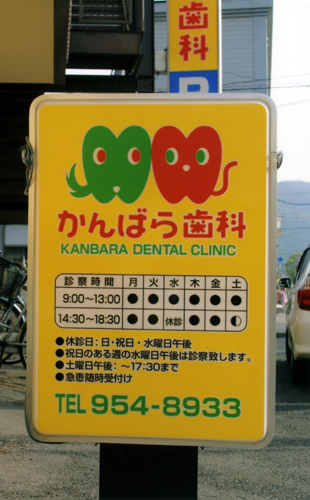 歯科
P
かんばら歯科
KANBARA DENTAL CLINIC
診察時間 月 火 水 木 金 土
9:00〜13:00 ● ● ● ● ● ●
14:30〜18:30 ● ● 休診 ● ● ◐
●休診日:日・祝日・水曜日午後
●祝日のある週の水曜日午後は診察致します。
●土曜日午後:〜17:30まで
●急患随時受付け
TEL 954-8933